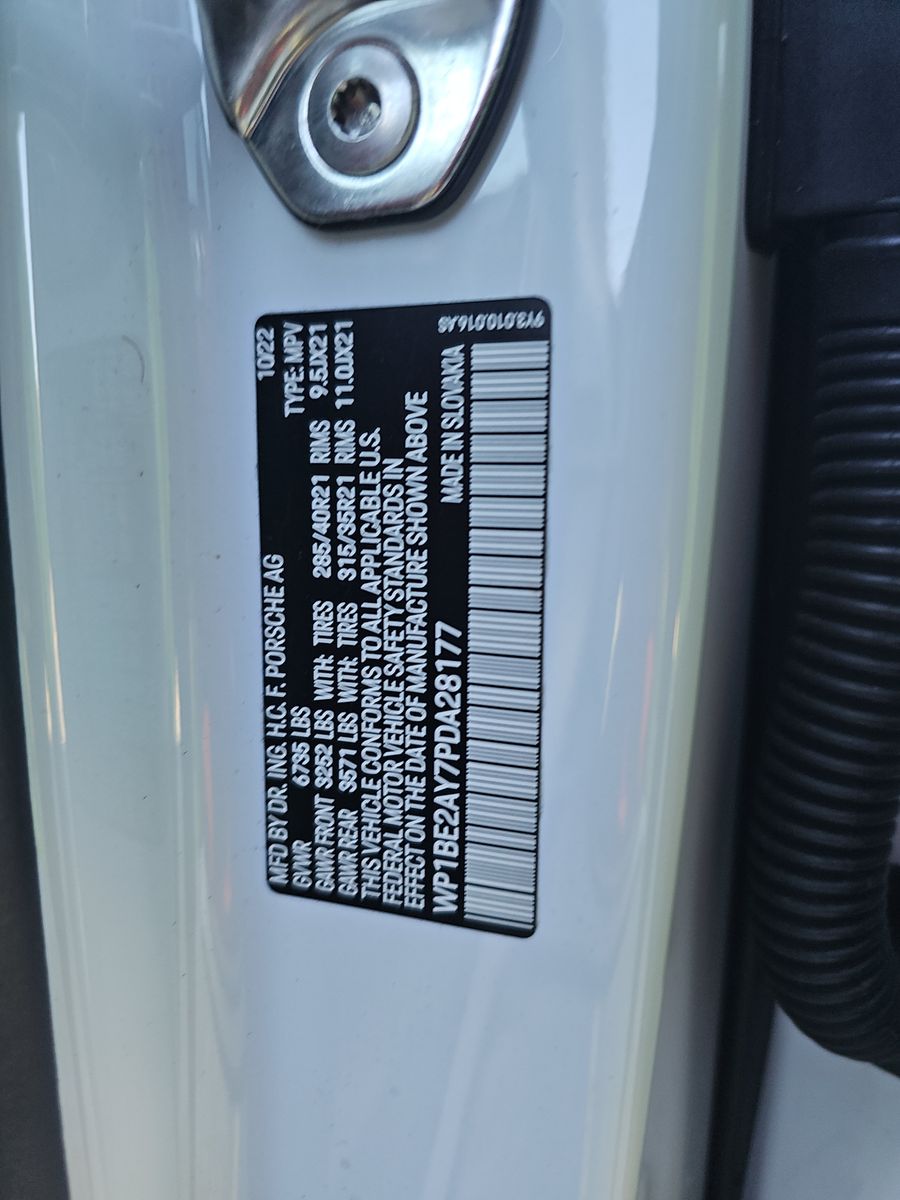 MFD BY DR. ING. H.C. F. PORSCHE AG 10/22
GVWR 6735 LBS TYPE: MPV
GAWR FRONT 3252 LBS WITH: TIRES 285/40R21 RIMS 9.5JX21
GAWR REAR 3571 LBS WITH: TIRES 315/35R21 RIMS 11.0JX21
THIS VEHICLE CONFORMS TO ALL APPLICABLE U.S.
FEDERAL MOTOR VEHICLE SAFETY STANDARDS IN
EFFECT ON THE DATE OF MANUFACTURE SHOWN ABOVE
WP1BE2AY7PDA28177 MADE IN SLOVAKIA
9Y3.010.016.AS